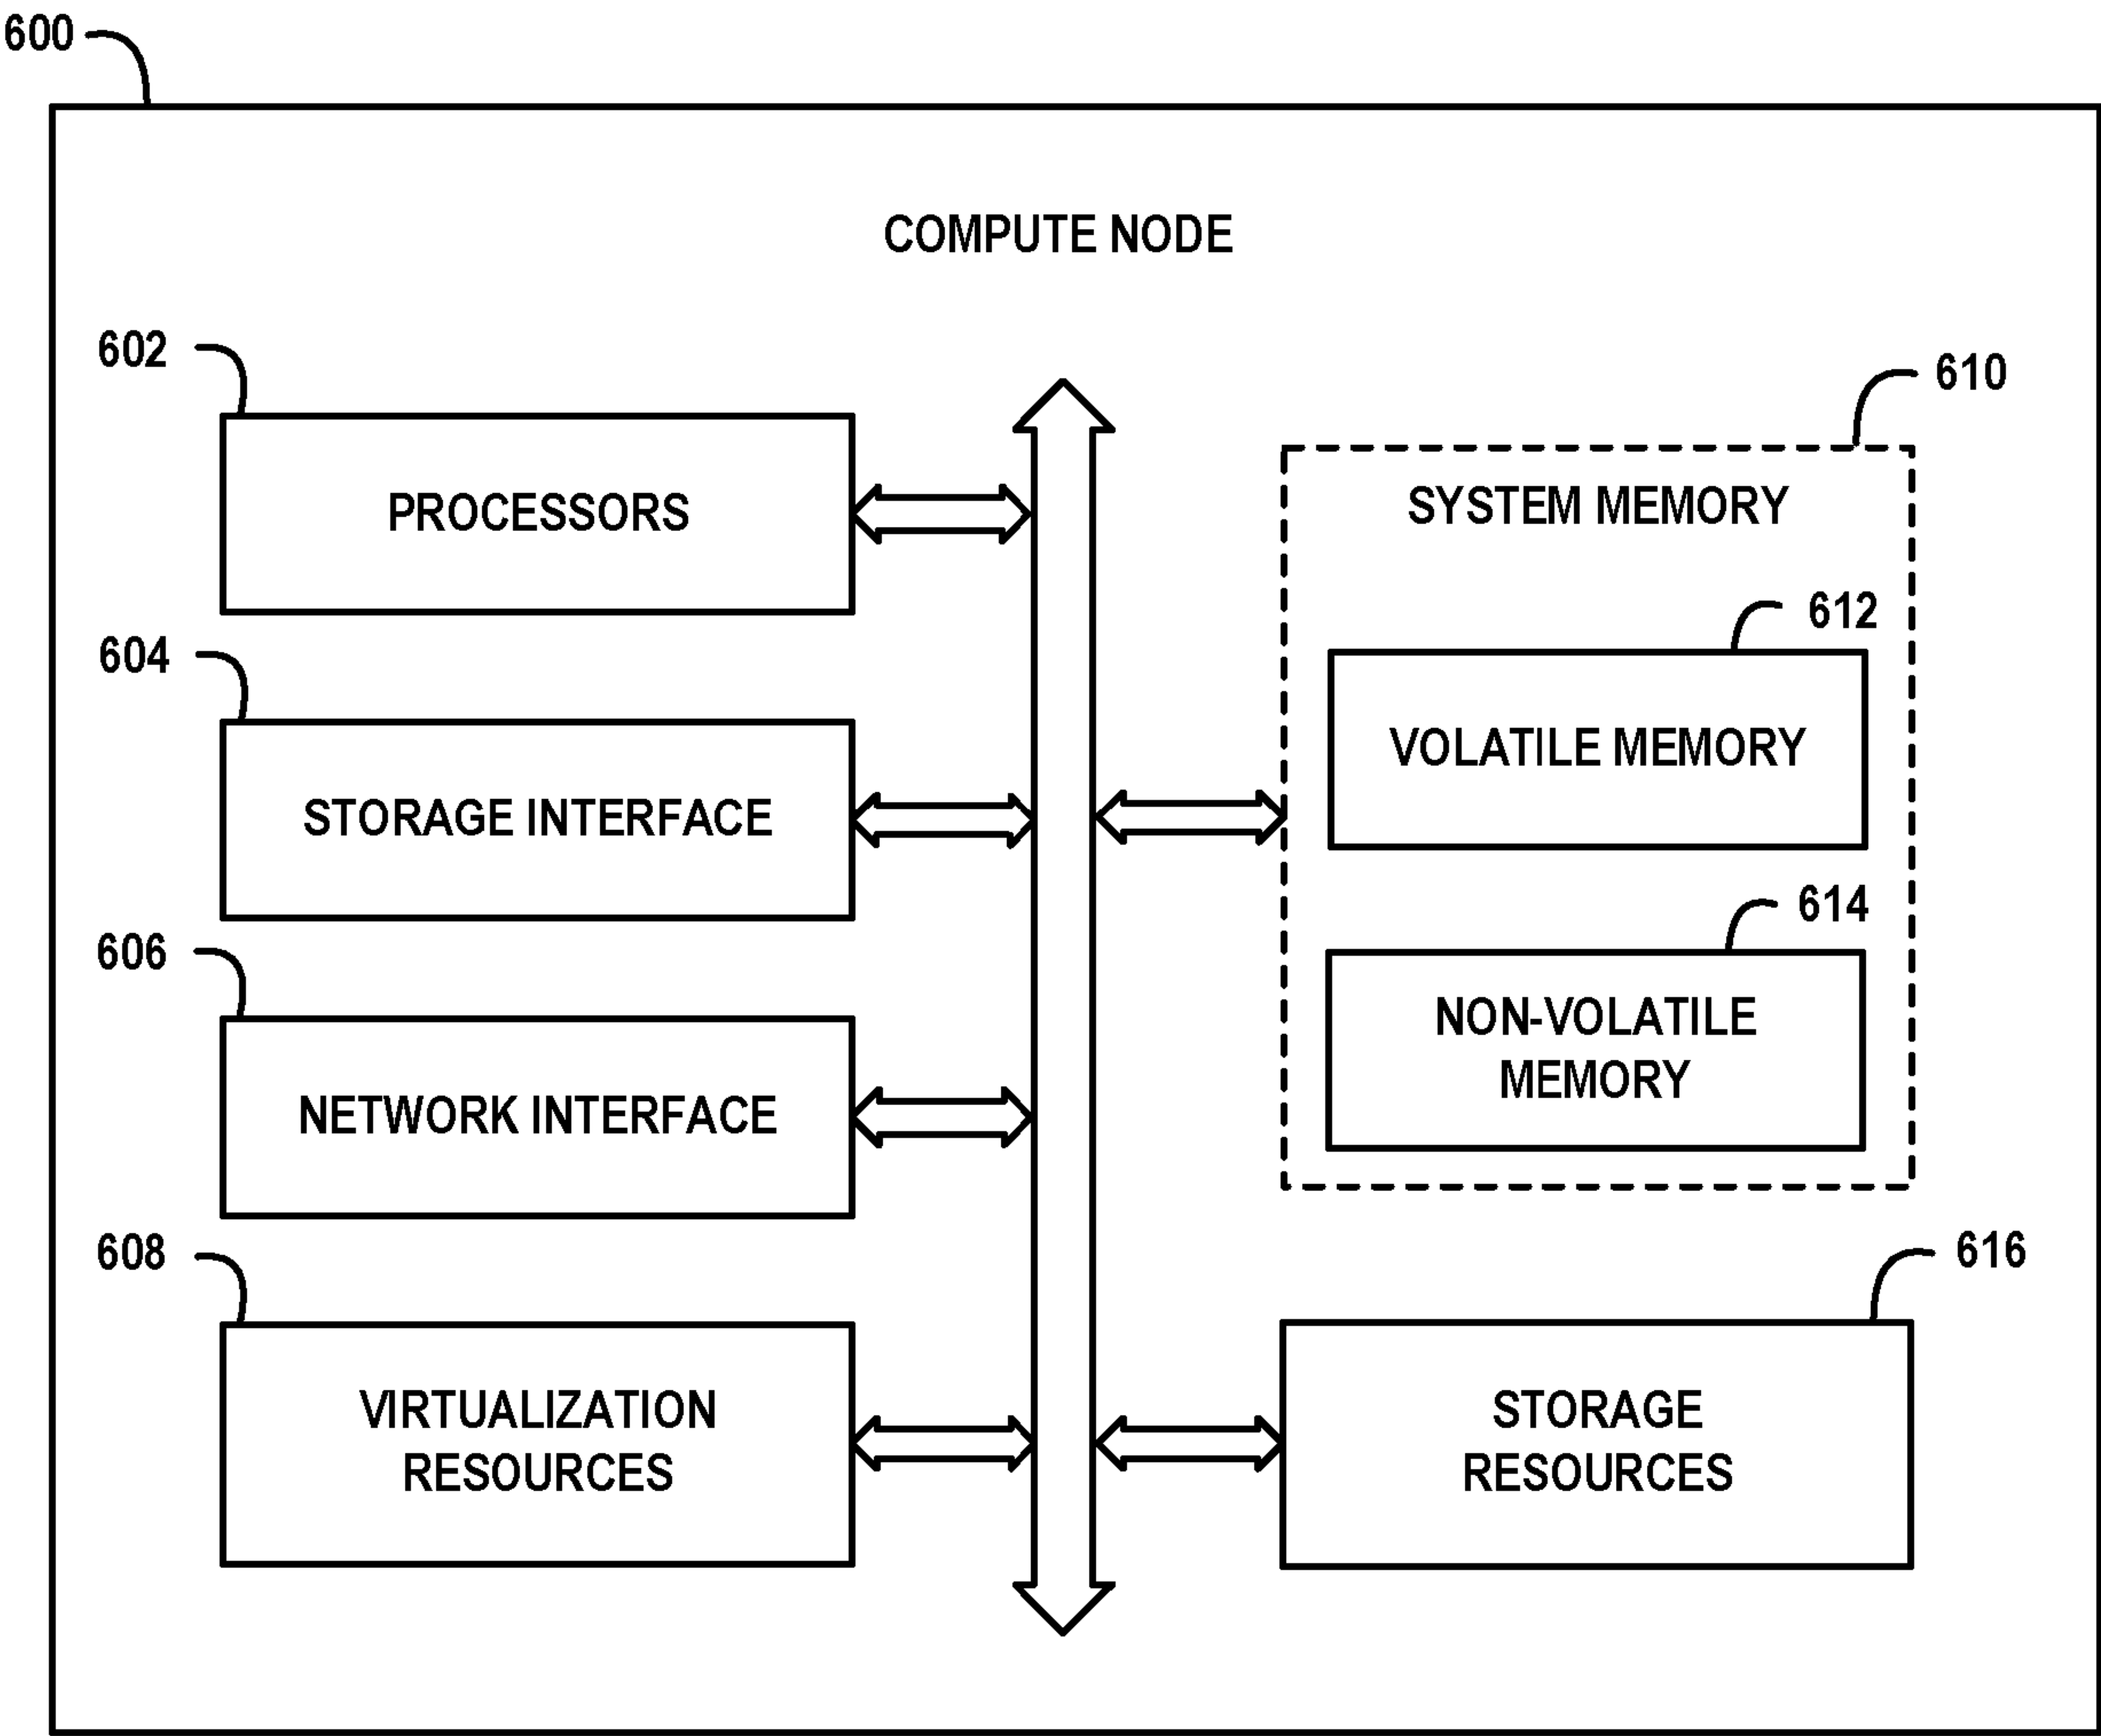 600
COMPUTE NODE
602
PROCESSORS
604
STORAGE INTERFACE
606
NETWORK INTERFACE
608
VIRTUALIZATION
RESOURCES
610
SYSTEM MEMORY
612
VOLATILE MEMORY
614
NON-VOLATILE
MEMORY
616
STORAGE
RESOURCES